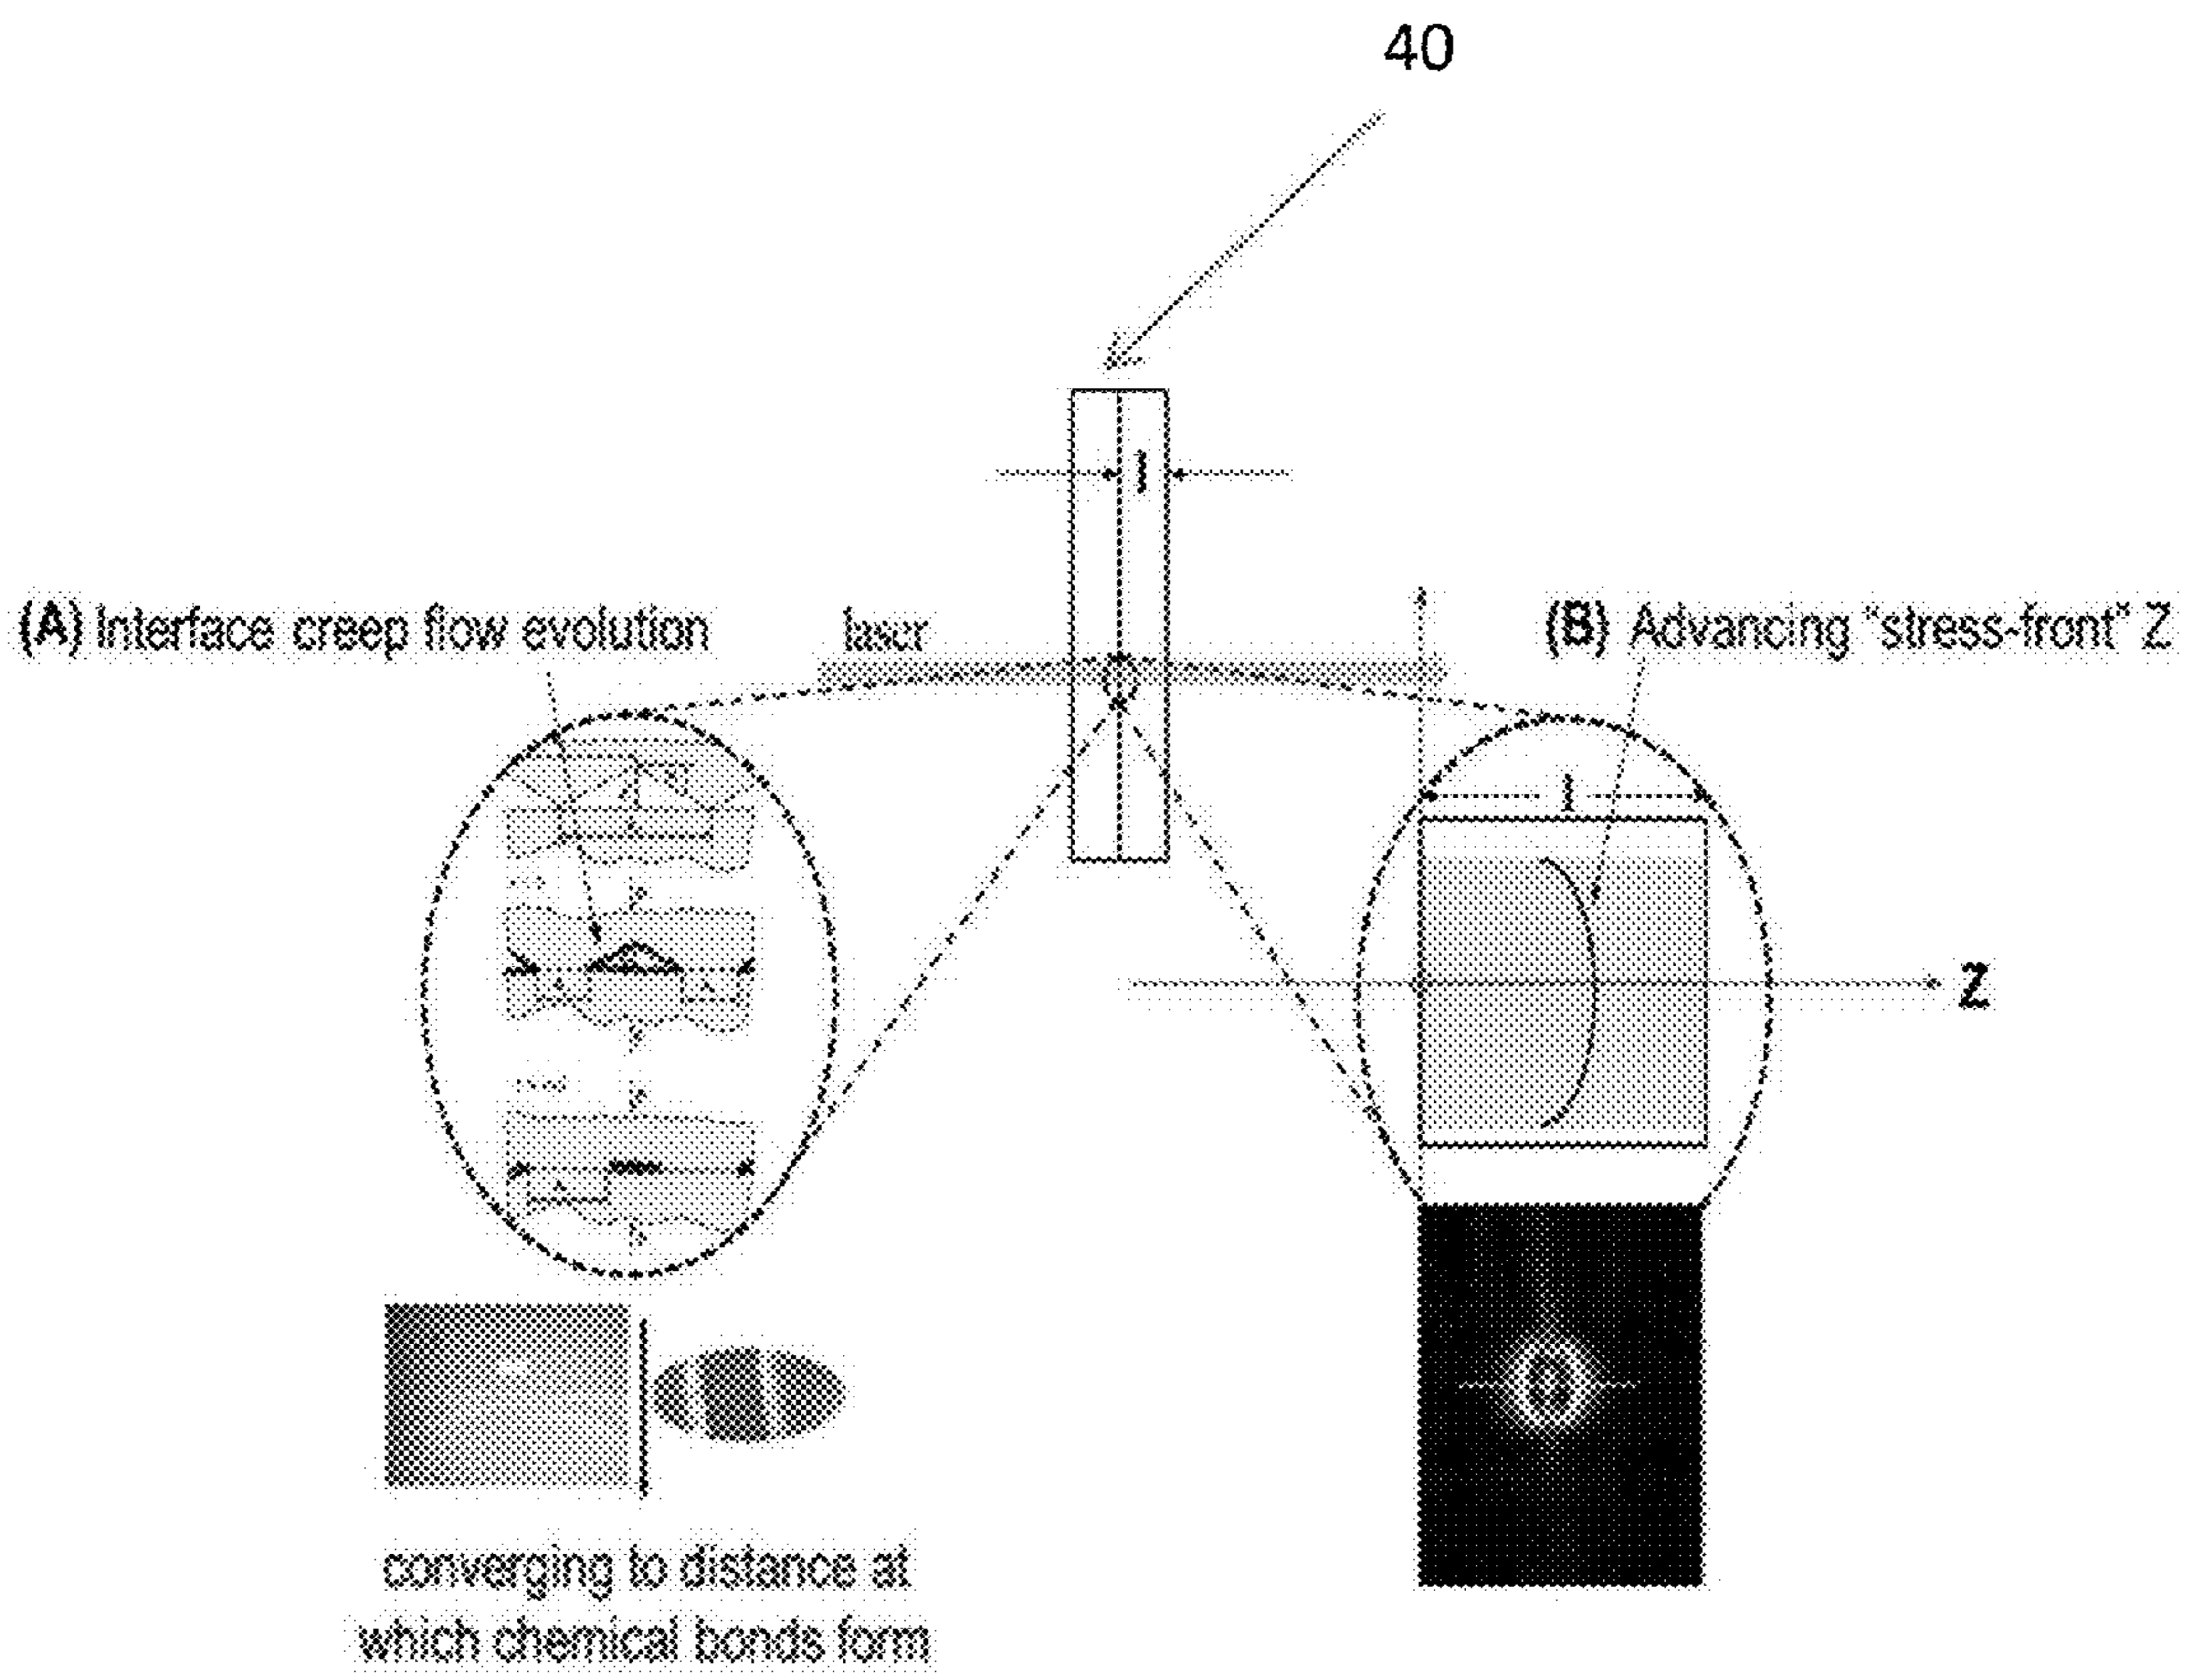 40
l
(A) Interface creep flow evolution
laser
(B) Advancing "stress-front" Z
l
Z
converging to distance at
which chemical bonds form